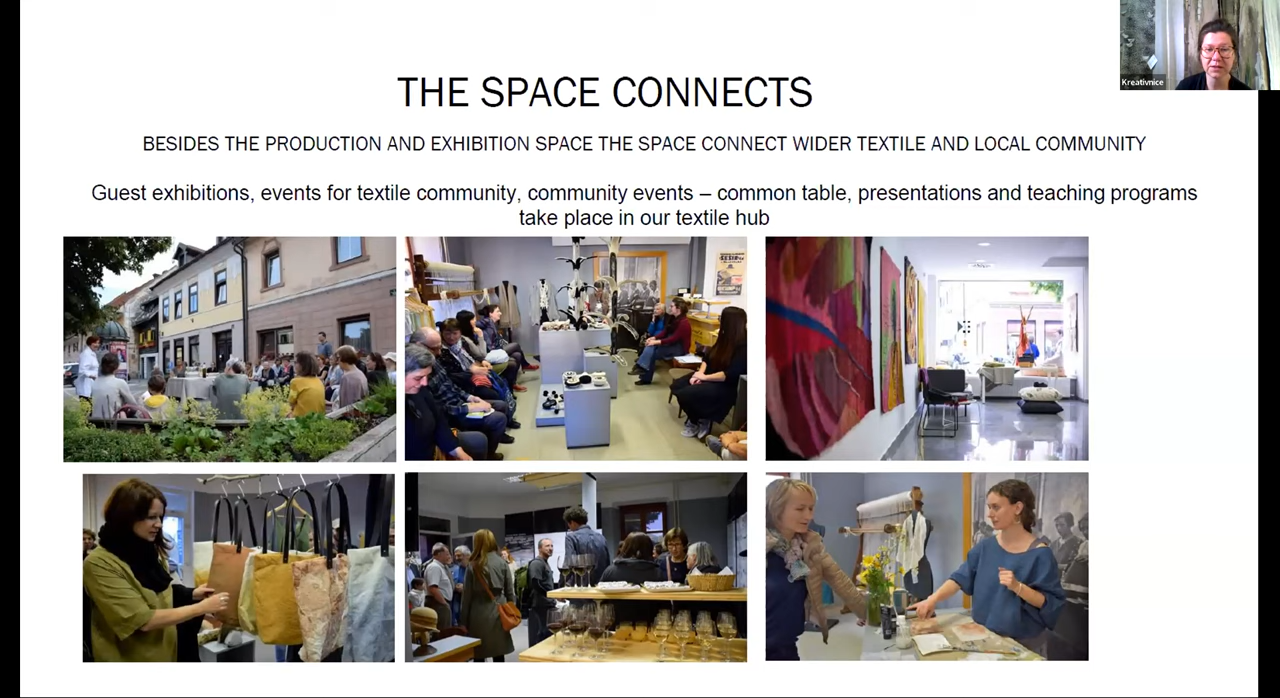 THE SPACE CONNECTS
Kreativnice
BESIDES THE PRODUCTION AND EXHIBITION SPACE THE SPACE CONNECT WIDER TEXTILE AND LOCAL COMMUNITY
Guest exhibitions, events for textile community, community events – common table, presentations and teaching programs
take place in our textile hub